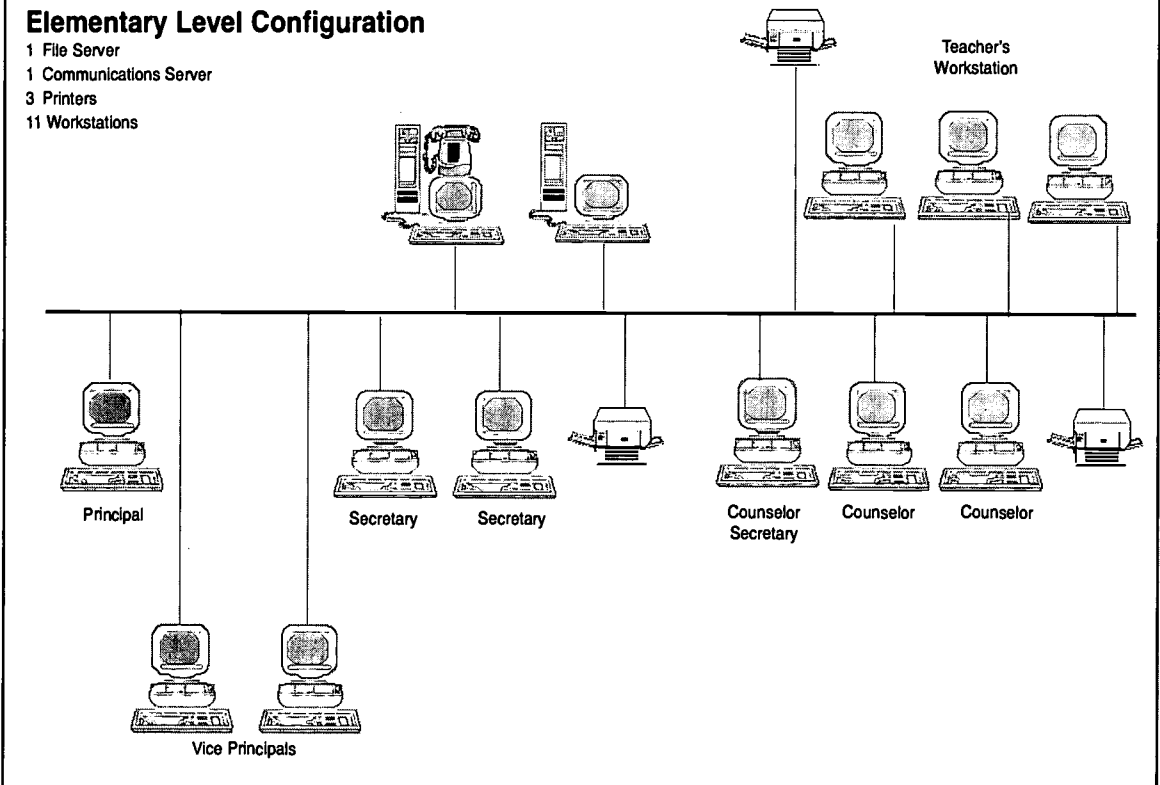 Elementary Level Configuration
1 File Server
1 Communications Server
3 Printers
11 Workstations
Teacher's
Workstation
Principal
Secretary
Secretary
Counselor
Secretary
Counselor
Counselor
Vice Principals